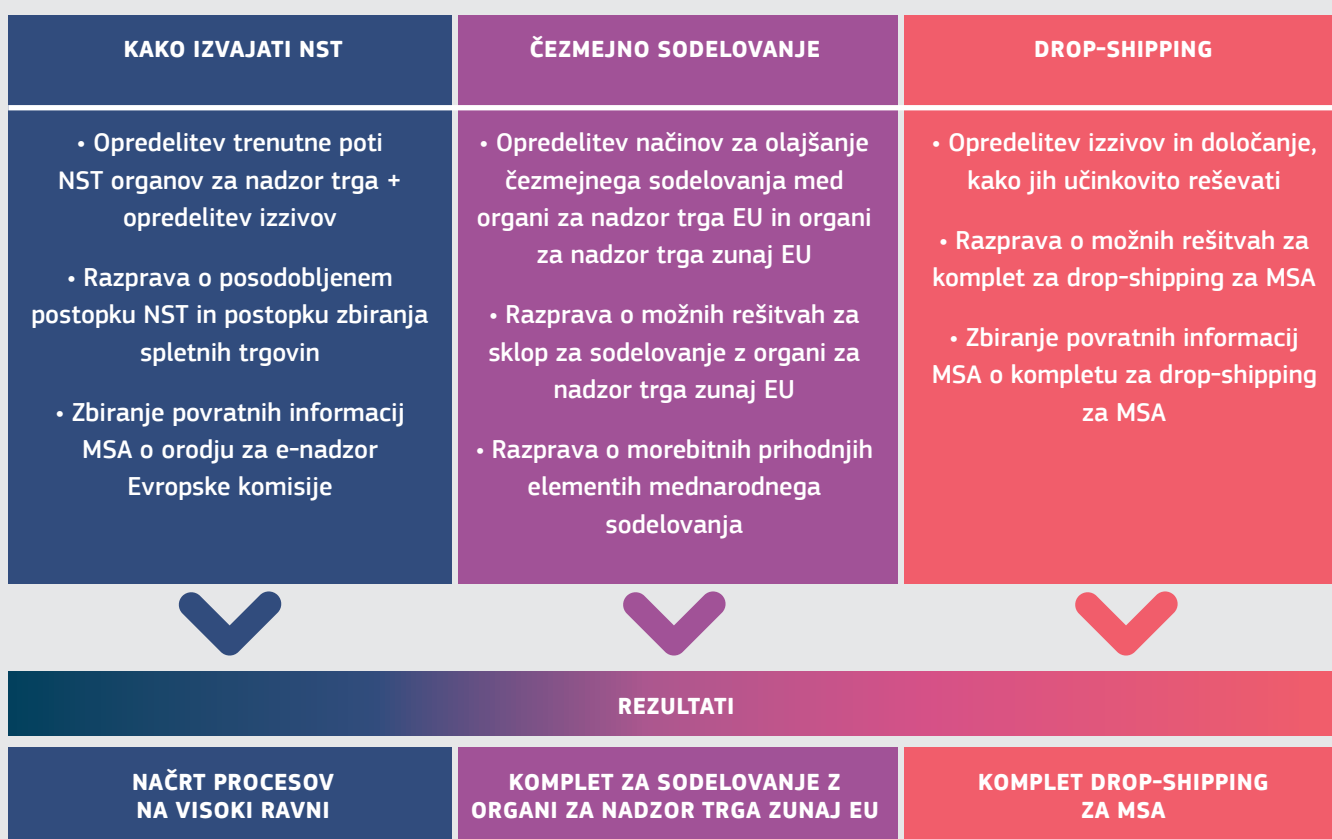 KAKO IZVAJATI NST
• Opredelitev trenutne poti
NST organov za nadzor trga +
opredelitev izzivov
• Razprava o posodobljenem
postopku NST in postopku zbiranja
spletnih trgovin
• Zbiranje povratnih informacij
MSA o orodju za e-nadzor
Evropske komisije
ČEZMEJNO SODELOVANJE
• Opredelitev načinov za olajšanje
čezmejnega sodelovanja med
organi za nadzor trga EU in organi
za nadzor trga zunaj EU
• Razprava o možnih rešitvah za
sklop za sodelovanje z organi za
nadzor trga zunaj EU
• Razprava o morebitnih prihodnjih
elementih mednarodnega
sodelovanja
DROP-SHIPPING
• Opredelitev izzivov in določanje,
kako jih učinkovito reševati
• Razprava o možnih rešitvah za
komplet za drop-shipping za MSA
• Zbiranje povratnih informacij
MSA o kompletu za drop-shipping
za MSA
REZULTATI
NAČRT PROCESOV
NA VISOKI RAVNI
KOMPLET ZA SODELOVANJE Z
ORGANI ZA NADZOR TRGA ZUNAJ EU
KOMPLET DROP-SHIPPING
ZA MSA